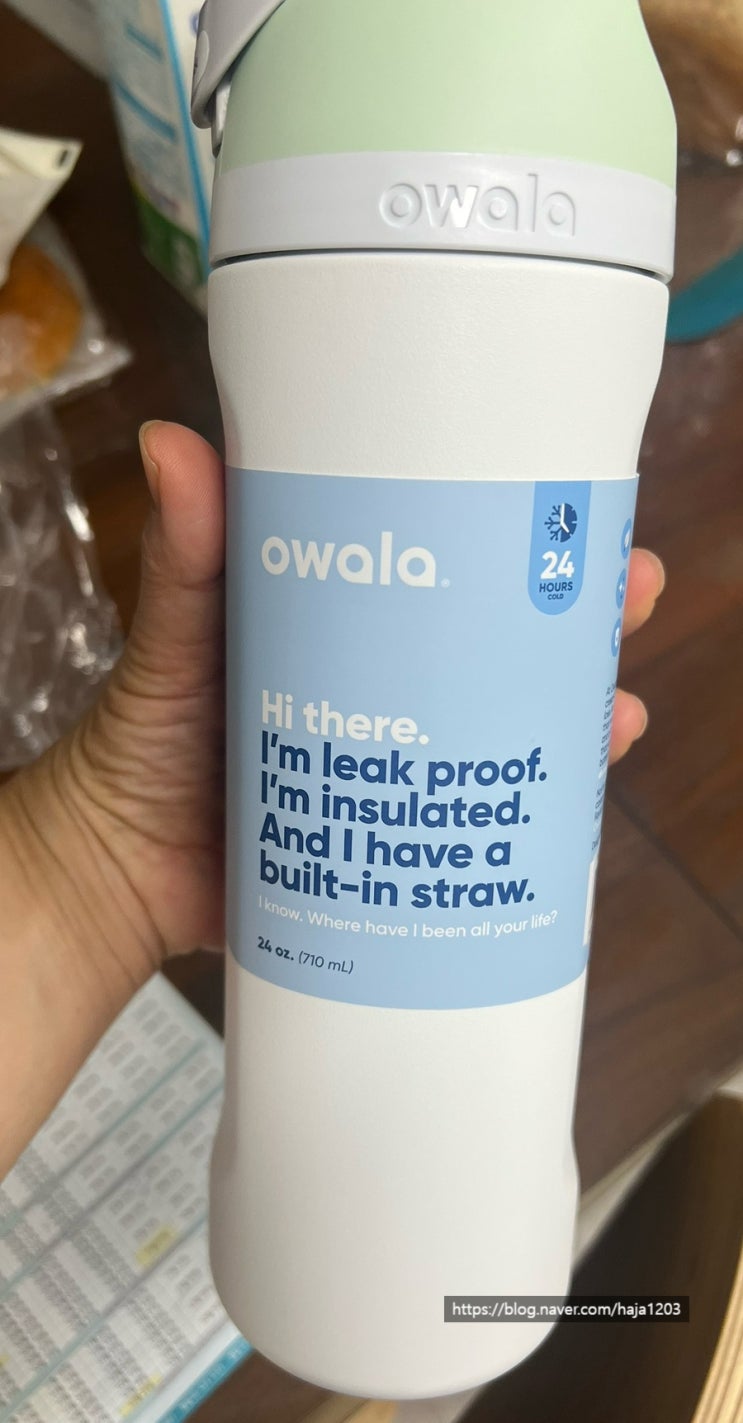 owala
owala®
24
HOURS
COLD
Hi there.
I'm leak proof.
I'm insulated.
And I have a
built-in straw.
I know. Where have I been all your life?
24 oz. (710 mL)
https://blog.naver.com/haja1203